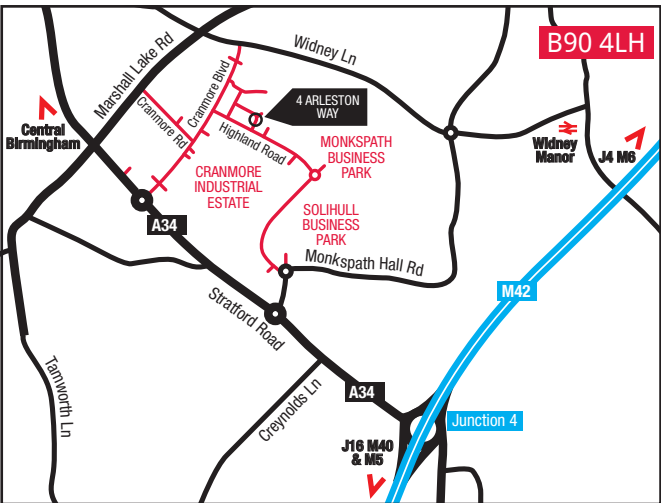 B90 4LH
Widney Ln
Marshall Lake Rd
Cranmore Blvd
Cranmore Rd
4 ARLESTON
WAY
Central
Birmingham
Highland Road
MONKSPATH
BUSINESS
PARK
Widney
Manor
J4 M6
CRANMORE
INDUSTRIAL
ESTATE
SOLIHULL
BUSINESS
PARK
A34
Monkspath Hall Rd
M42
Stratford Road
Tamworth Ln
Creynolds Ln
A34
Junction 4
J16 M40
& M5